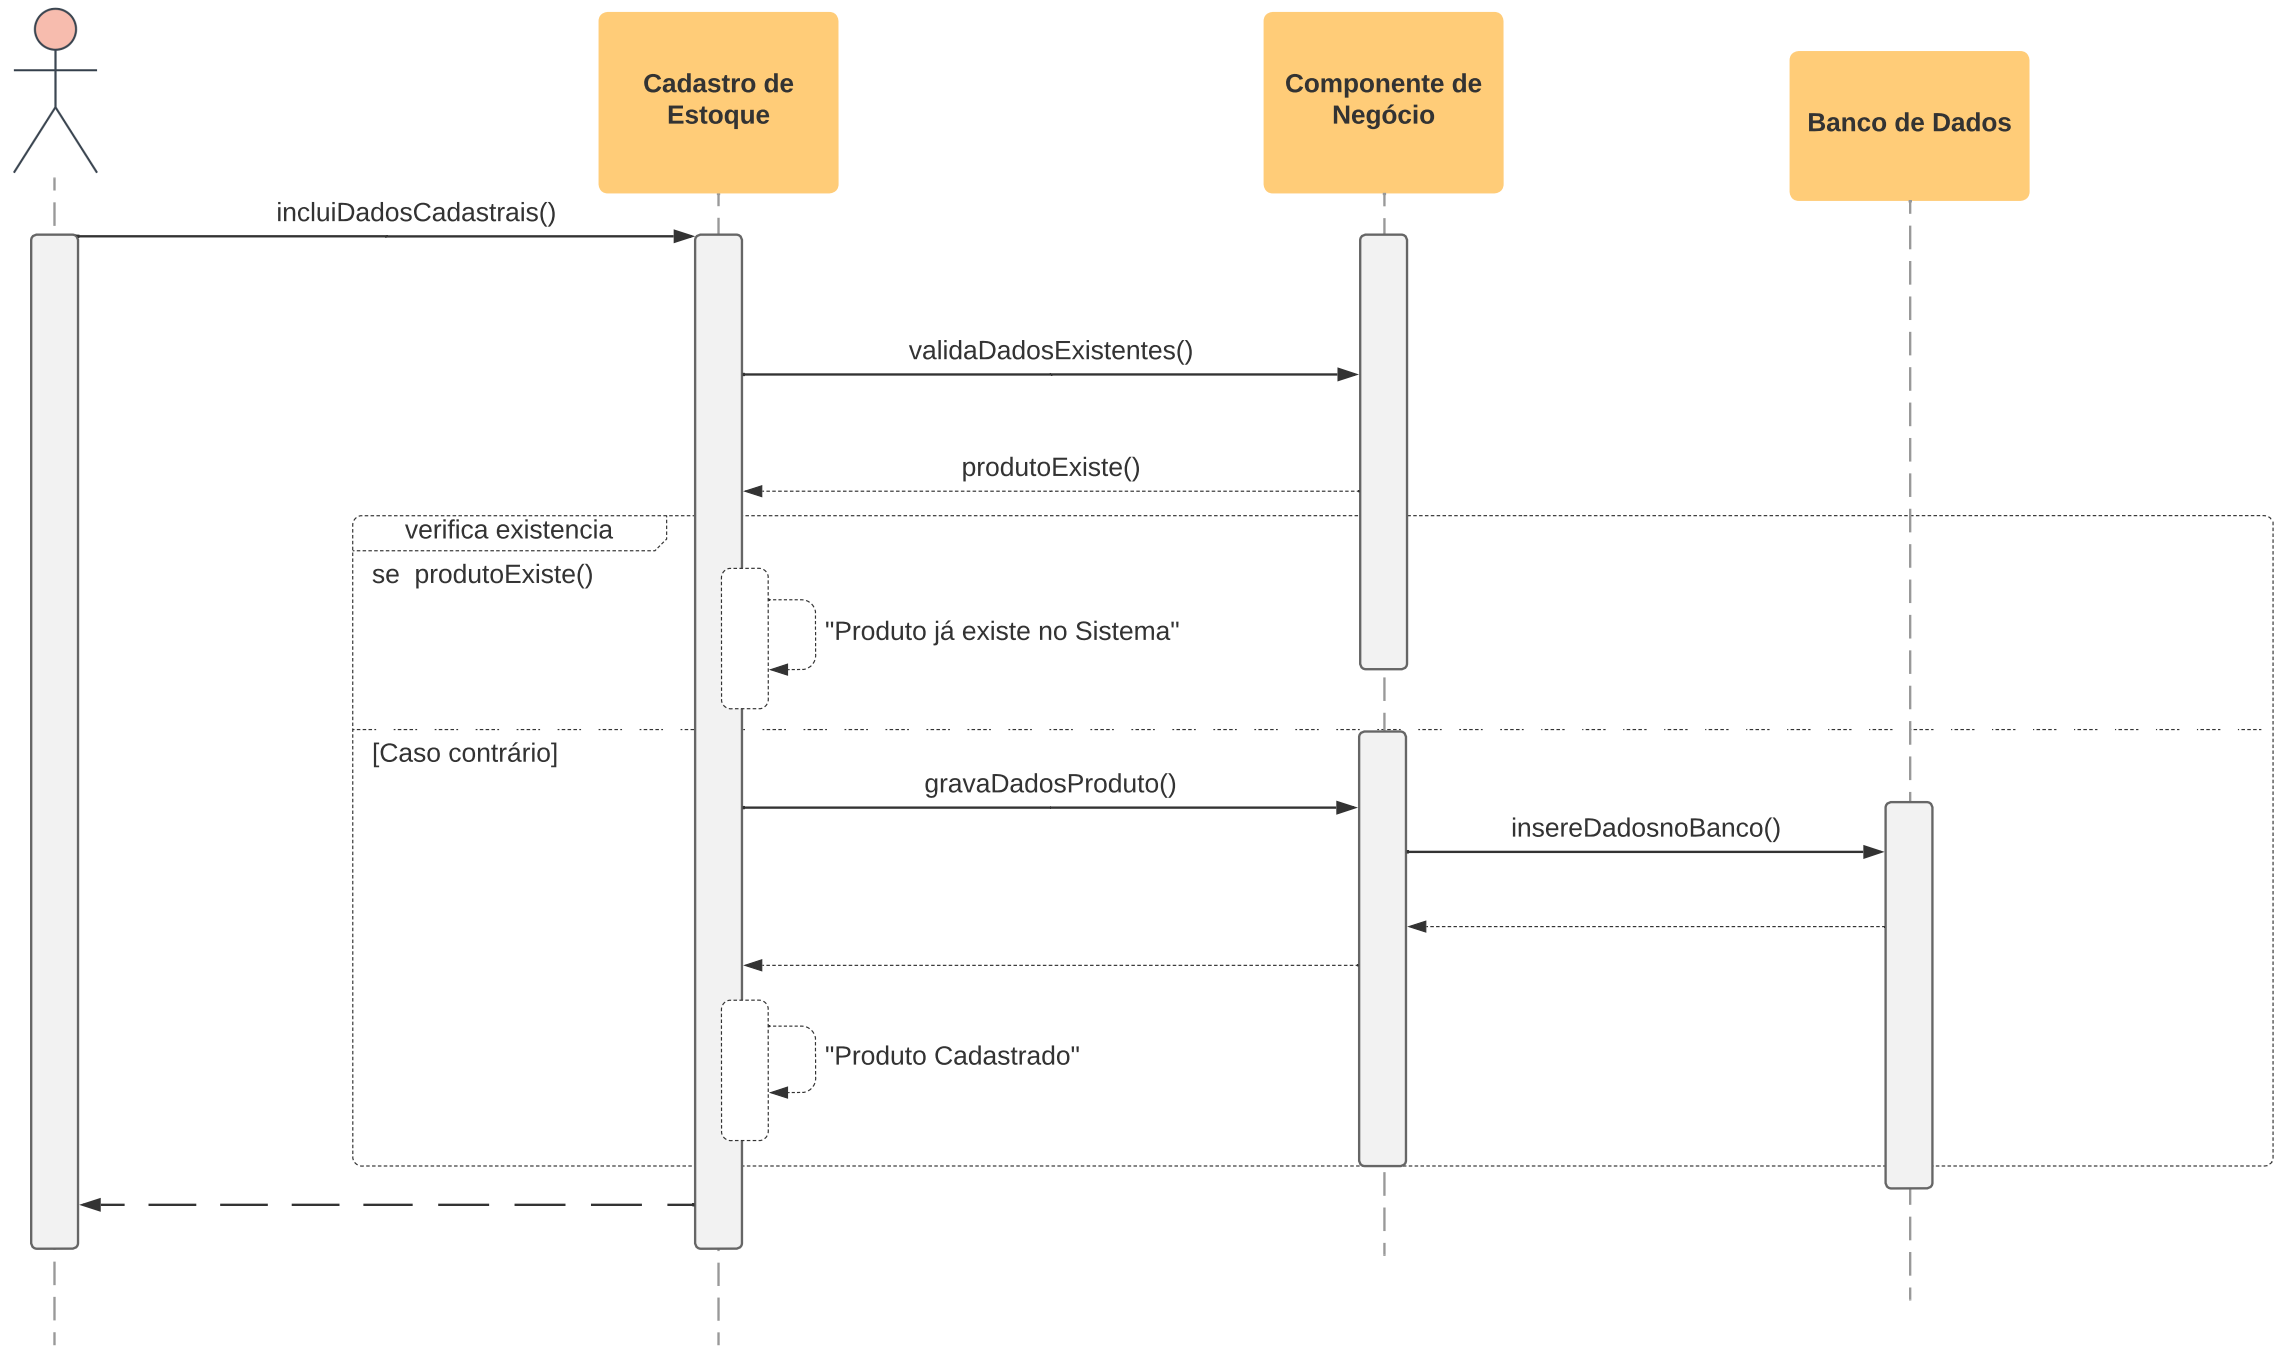 Cadastro de
Estoque
Componente de
Negócio
Banco de Dados
incluiDadosCadastrais()
validaDadosExistentes()
produtoExiste()
verifica existencia
se  produtoExiste()
"Produto já existe no Sistema"
[Caso contrário]
gravaDadosProduto()
insereDadosnoBanco()
"Produto Cadastrado"